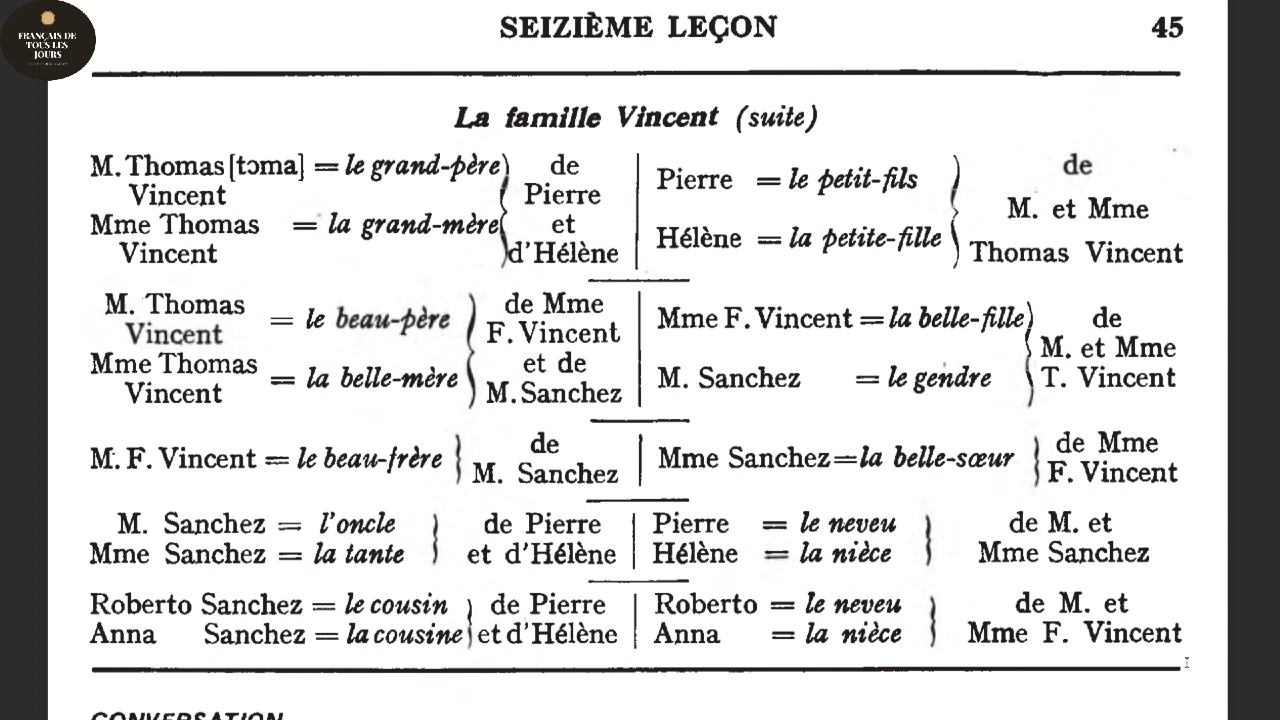 FRANÇAIS DE
TOUS LES
JOURS
SEIZIÈME LEÇON 45
La famille Vincent (suite)
M. Thomas [tɔma] = le grand-père
Vincent
Mme Thomas = la grand-mère
Vincent
de
Pierre
et
d'Hélène
Pierre = le petit-fils
Hélène = la petite-fille
de
M. et Mme
Thomas Vincent
M. Thomas
Vincent = le beau-père
Mme Thomas
Vincent = la belle-mère
de Mme
F. Vincent
et de
M. Sanchez
Mme F. Vincent = la belle-fille
M. Sanchez = le gendre
de
M. et Mme
T. Vincent
M. F. Vincent = le beau-frère
de
M. Sanchez
Mme Sanchez = la belle-sœur
de Mme
F. Vincent
M. Sanchez = l'oncle
Mme Sanchez = la tante
de Pierre
et d'Hélène
Pierre = le neveu
Hélène = la nièce
de M. et
Mme Sanchez
Roberto Sanchez = le cousin
Anna Sanchez = la cousine
de Pierre
et d'Hélène
Roberto = le neveu
Anna = la nièce
de M. et
Mme F. Vincent
CONVERSATION